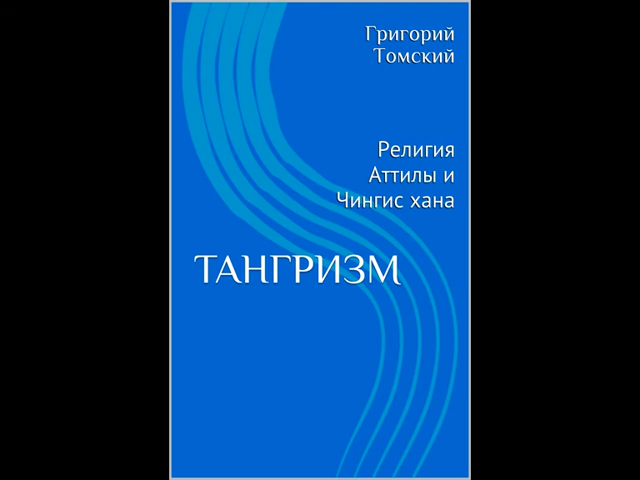 Григорий
Томский
Религия
Аттилы и
Чингис хана
ТАНГРИЗМ